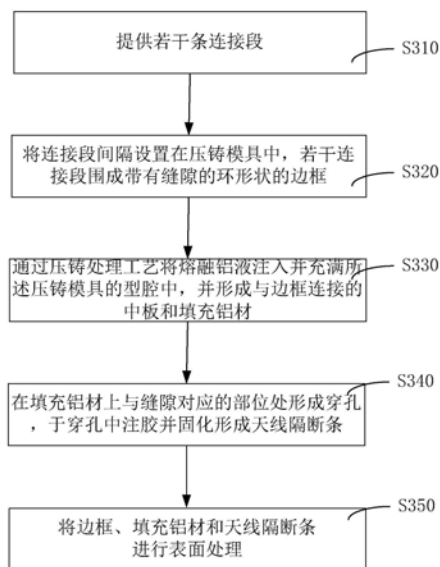 提供若干条连接段
S310
将连接段间隔设置在压铸模具中，若干连
接段围成带有缝隙的环形状的边框
S320
通过压铸处理工艺将熔融铝液注入并充满所
述压铸模具的型腔中，并形成与边框连接的
中板和填充铝材
S330
在填充铝材上与缝隙对应的部位处形成穿孔
，于穿孔中注胶并固化形成天线隔断条
S340
将边框、填充铝材和天线隔断条
进行表面处理
S350